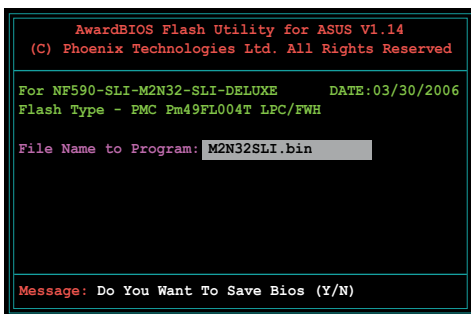 AwardBIOS Flash Utility for ASUS V1.14
(C) Phoenix Technologies Ltd. All Rights Reserved
For NF590-SLI-M2N32-SLI-DELUXE DATE:03/30/2006
Flash Type - PMC Pm49FL004T LPC/FWH
File Name to Program: M2N32SLI.bin
Message: Do You Want To Save Bios (Y/N)